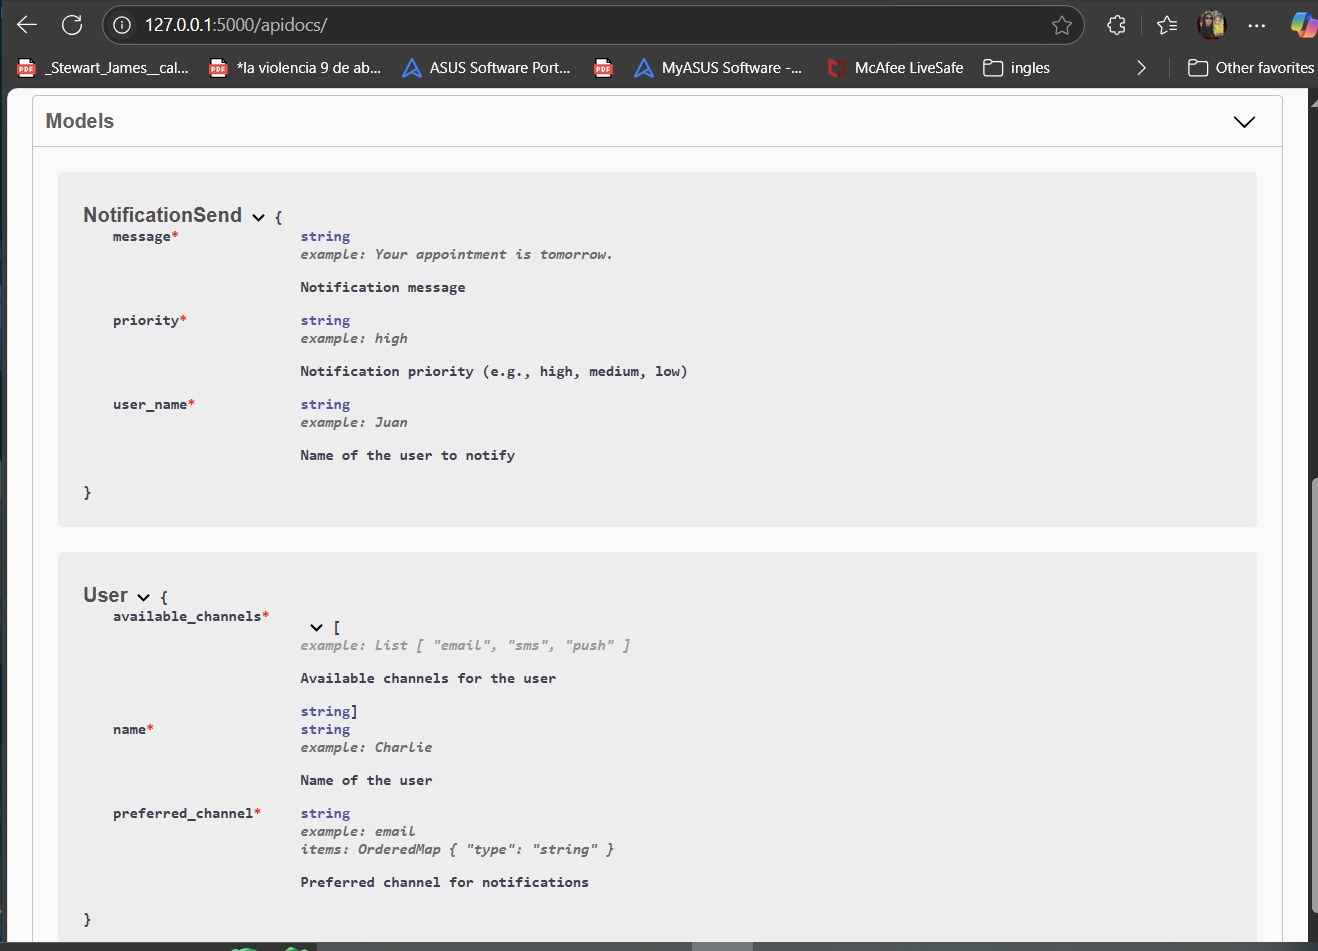 127.0.0.1:5000/apidocs/
_Stewart_James__cal...
*la violencia 9 de ab...
ASUS Software Port...
MyASUS Software -...
McAfee LiveSafe
ingles
Other favorites
Models
NotificationSend {
message* string
example: Your appointment is tomorrow.
Notification message
priority* string
example: high
Notification priority (e.g., high, medium, low)
user_name* string
example: Juan
Name of the user to notify
}
User {
available_channels*
[
example: List [ "email", "sms", "push" ]
Available channels for the user
string]
name* string
example: Charlie
Name of the user
preferred_channel* string
example: email
items: OrderedMap { "type": "string" }
Preferred channel for notifications
}